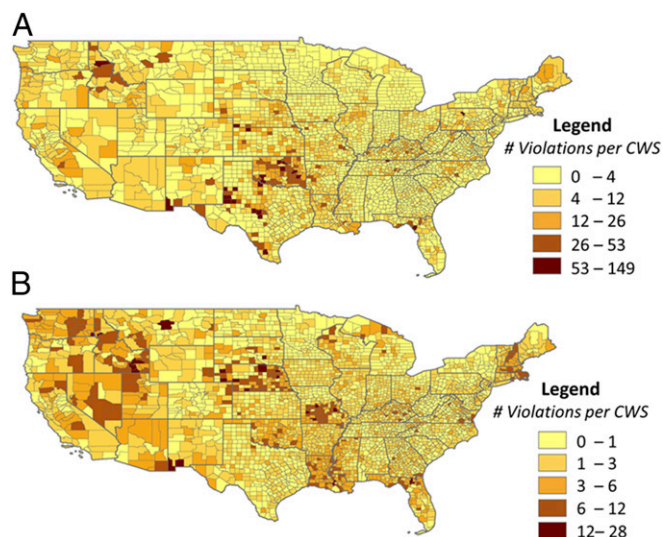 A
Legend
# Violations per CWS
0 – 4
4 – 12
12 – 26
26 – 53
53 – 149
B
Legend
# Violations per CWS
0 – 1
1 – 3
3 – 6
6 – 12
12– 28